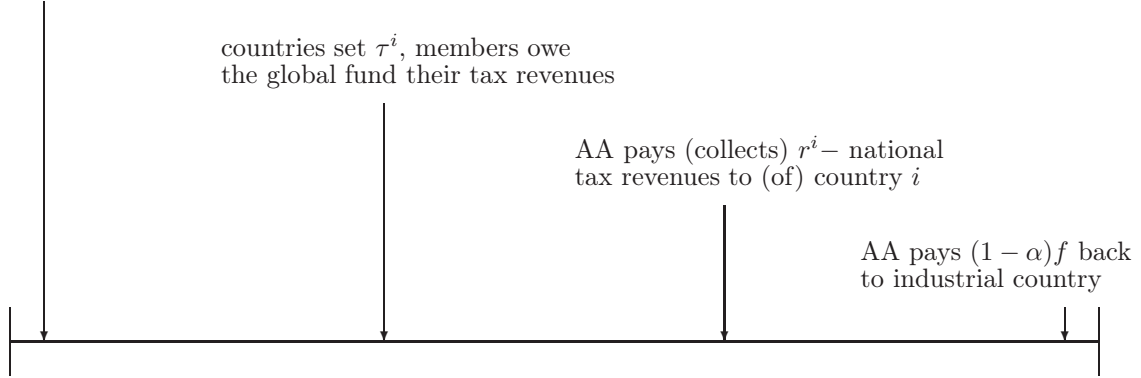 countries set τ^i, members owe
the global fund their tax revenues
AA pays (collects) r^i− national
tax revenues to (of) country i
AA pays (1 − α)f back
to industrial country